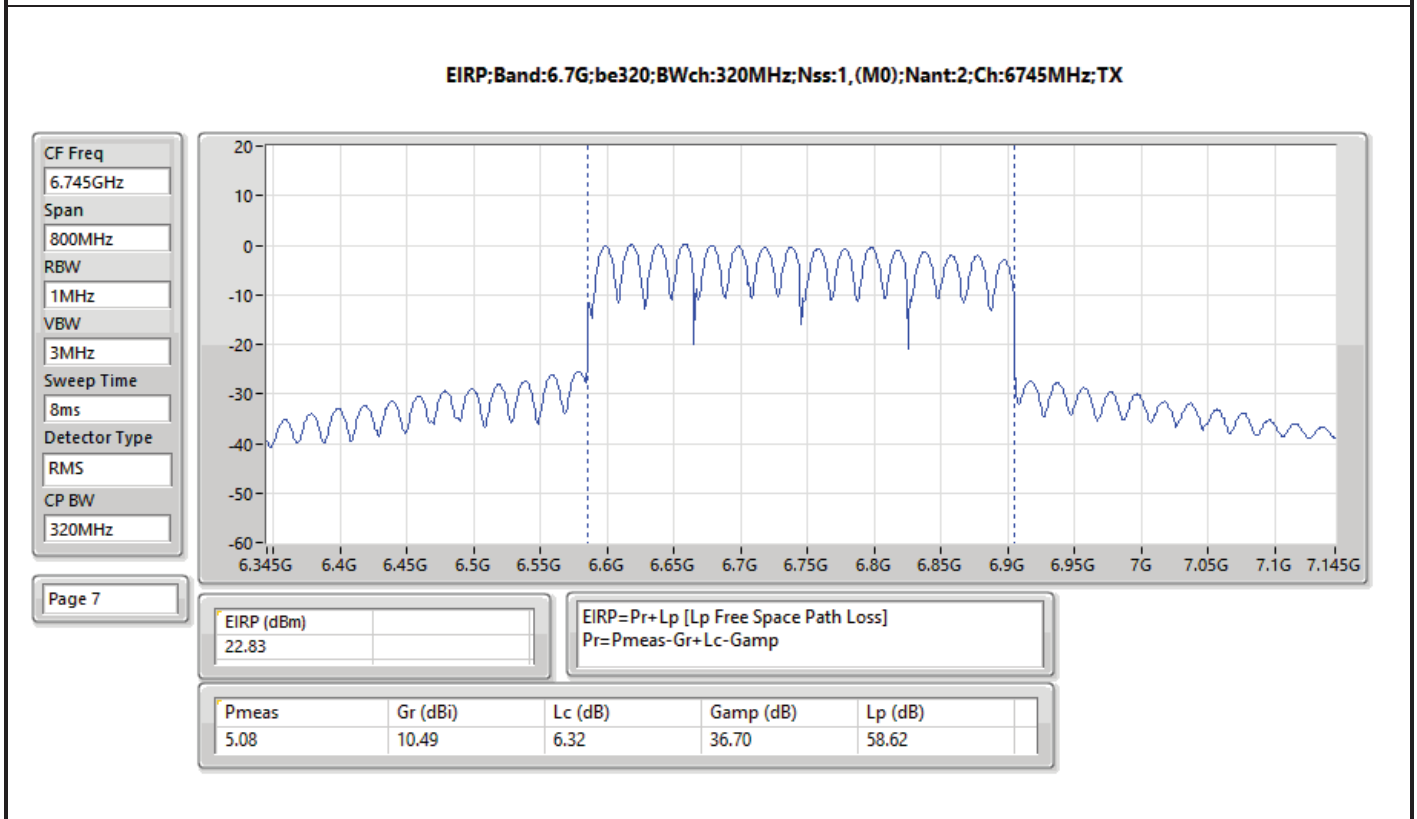 EIRP;Band:6.7G;be320;BWch:320MHz;Nss:1,(M0);Nant:2;Ch:6745MHz;TX
CF Freq
6.745GHz
Span
800MHz
RBW
1MHz
VBW
3MHz
Sweep Time
8ms
Detector Type
RMS
CP BW
320MHz
Page 7
20
10
0
-10
-20
-30
-40
-50
-60
6.345G 6.4G 6.45G 6.5G 6.55G 6.6G 6.65G 6.7G 6.75G 6.8G 6.85G 6.9G 6.95G 7G 7.05G 7.1G 7.145G
EIRP (dBm)
22.83
EIRP=Pr+Lp [Lp Free Space Path Loss]
Pr=Pmeas-Gr+Lc-Gamp
Pmeas Gr (dBi) Lc (dB) Gamp (dB) Lp (dB)
5.08 10.49 6.32 36.70 58.62